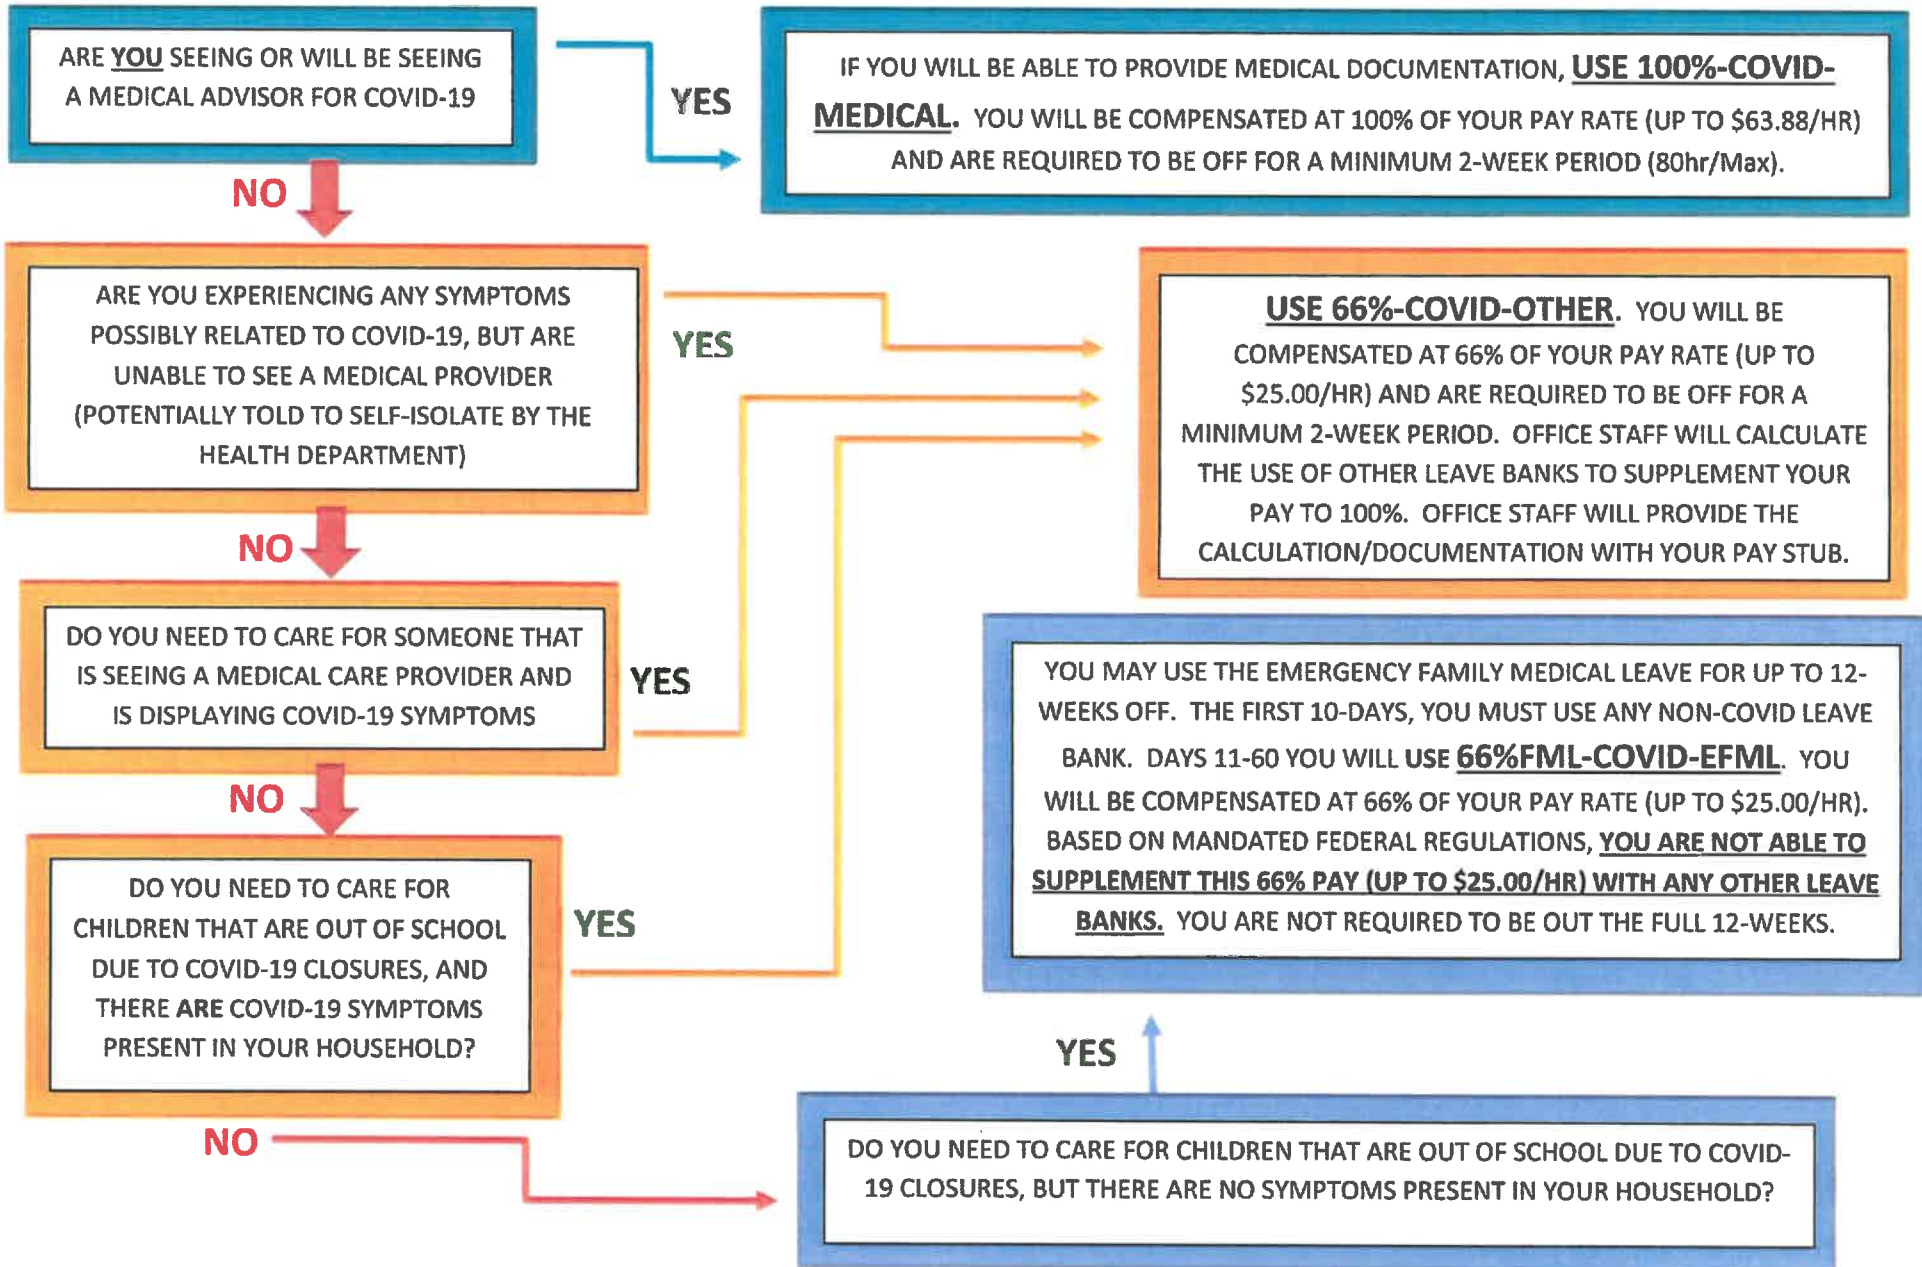 ARE YOU SEEING OR WILL BE SEEING
A MEDICAL ADVISOR FOR COVID-19
YES
IF YOU WILL BE ABLE TO PROVIDE MEDICAL DOCUMENTATION, USE 100%-COVID-
MEDICAL. YOU WILL BE COMPENSATED AT 100% OF YOUR PAY RATE (UP TO $63.88/HR)
AND ARE REQUIRED TO BE OFF FOR A MINIMUM 2-WEEK PERIOD (80hr/Max).
NO
ARE YOU EXPERIENCING ANY SYMPTOMS
POSSIBLY RELATED TO COVID-19, BUT ARE
UNABLE TO SEE A MEDICAL PROVIDER
(POTENTIALLY TOLD TO SELF-ISOLATE BY THE
HEALTH DEPARTMENT)
YES
USE 66%-COVID-OTHER. YOU WILL BE
COMPENSATED AT 66% OF YOUR PAY RATE (UP TO
$25.00/HR) AND ARE REQUIRED TO BE OFF FOR A
MINIMUM 2-WEEK PERIOD. OFFICE STAFF WILL CALCULATE
THE USE OF OTHER LEAVE BANKS TO SUPPLEMENT YOUR
PAY TO 100%. OFFICE STAFF WILL PROVIDE THE
CALCULATION/DOCUMENTATION WITH YOUR PAY STUB.
NO
DO YOU NEED TO CARE FOR SOMEONE THAT
IS SEEING A MEDICAL CARE PROVIDER AND
IS DISPLAYING COVID-19 SYMPTOMS
YES
NO
DO YOU NEED TO CARE FOR
CHILDREN THAT ARE OUT OF SCHOOL
DUE TO COVID-19 CLOSURES, AND
THERE ARE COVID-19 SYMPTOMS
PRESENT IN YOUR HOUSEHOLD?
YES
YOU MAY USE THE EMERGENCY FAMILY MEDICAL LEAVE FOR UP TO 12-
WEEKS OFF. THE FIRST 10-DAYS, YOU MUST USE ANY NON-COVID LEAVE
BANK. DAYS 11-60 YOU WILL USE 66%FML-COVID-EFML. YOU
WILL BE COMPENSATED AT 66% OF YOUR PAY RATE (UP TO $25.00/HR).
BASED ON MANDATED FEDERAL REGULATIONS, YOU ARE NOT ABLE TO
SUPPLEMENT THIS 66% PAY (UP TO $25.00/HR) WITH ANY OTHER LEAVE
BANKS. YOU ARE NOT REQUIRED TO BE OUT THE FULL 12-WEEKS.
YES
NO
DO YOU NEED TO CARE FOR CHILDREN THAT ARE OUT OF SCHOOL DUE TO COVID-
19 CLOSURES, BUT THERE ARE NO SYMPTOMS PRESENT IN YOUR HOUSEHOLD?